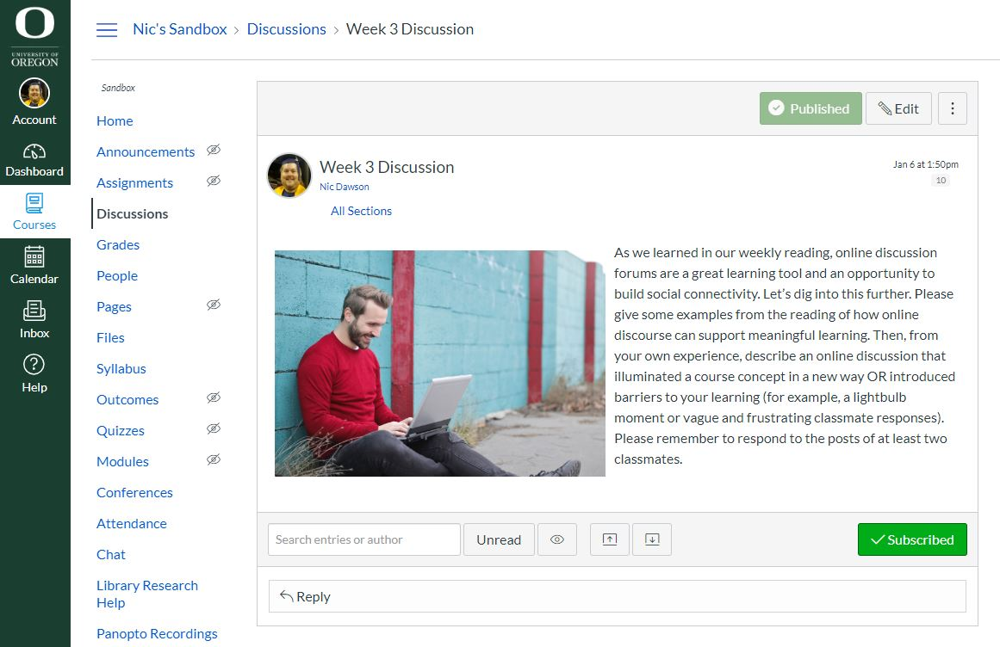 UNIVERSITY OF
OREGON
Account
Dashboard
Courses
Calendar
Inbox
Help
Nic's Sandbox > Discussions > Week 3 Discussion
Sandbox
Home
Announcements
Assignments
Discussions
Grades
People
Pages
Files
Syllabus
Outcomes
Quizzes
Modules
Conferences
Attendance
Chat
Library Research
Help
Panopto Recordings
Published
Edit
Week 3 Discussion
Nic Dawson
All Sections
Jan 6 at 1:50pm
10
As we learned in our weekly reading, online discussion
forums are a great learning tool and an opportunity to
build social connectivity. Let’s dig into this further. Please
give some examples from the reading of how online
discourse can support meaningful learning. Then, from
your own experience, describe an online discussion that
illuminated a course concept in a new way OR introduced
barriers to your learning (for example, a lightbulb
moment or vague and frustrating classmate responses).
Please remember to respond to the posts of at least two
classmates.
Search entries or author
Unread
Subscribed
Reply